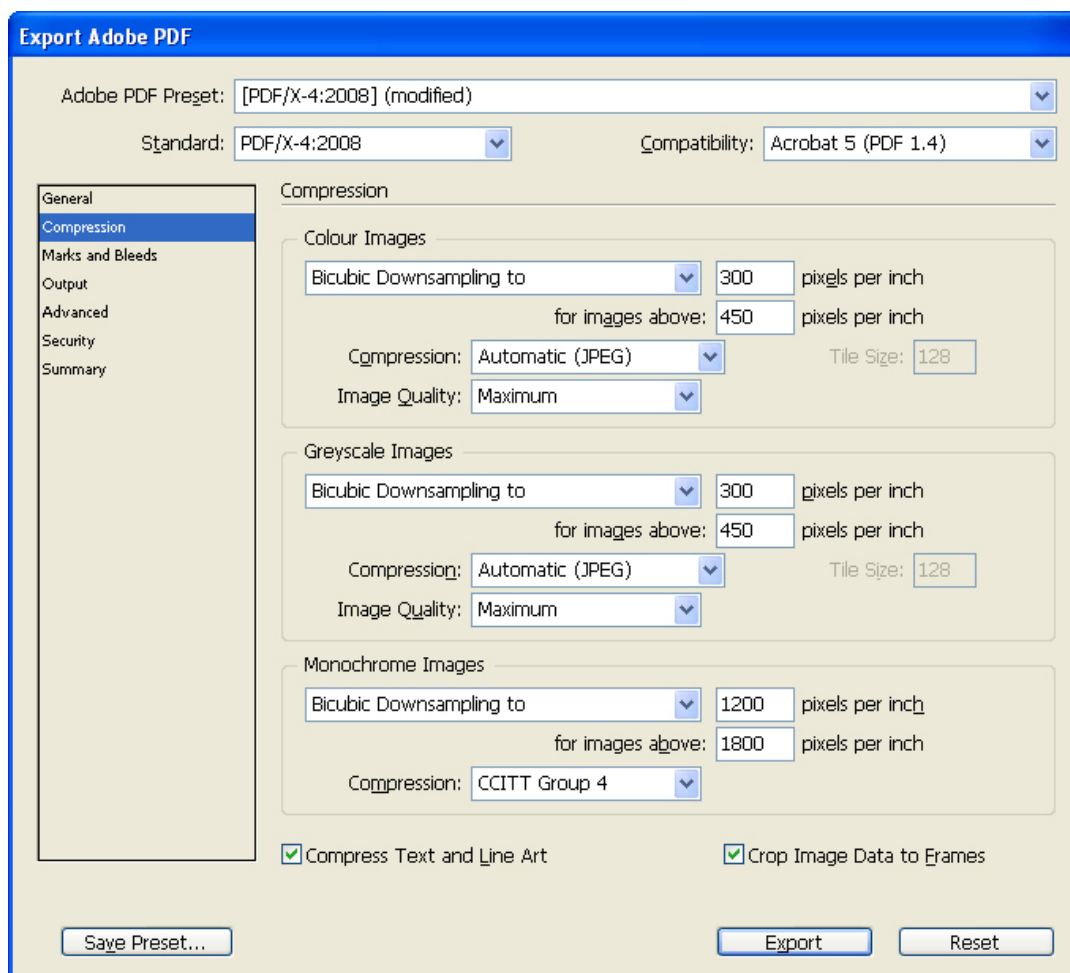 Export Adobe PDF
Adobe PDF Preset: [PDF/X-4:2008] (modified)
Standard: PDF/X-4:2008 Compatibility: Acrobat 5 (PDF 1.4)
General
Compression
Marks and Bleeds
Output
Advanced
Security
Summary
Compression
Colour Images
Bicubic Downsampling to 300 pixels per inch
for images above: 450 pixels per inch
Compression: Automatic (JPEG) Tile Size: 128
Image Quality: Maximum
Greyscale Images
Bicubic Downsampling to 300 pixels per inch
for images above: 450 pixels per inch
Compression: Automatic (JPEG) Tile Size: 128
Image Quality: Maximum
Monochrome Images
Bicubic Downsampling to 1200 pixels per inch
for images above: 1800 pixels per inch
Compression: CCITT Group 4
Compress Text and Line Art Crop Image Data to Frames
Save Preset... Export Reset